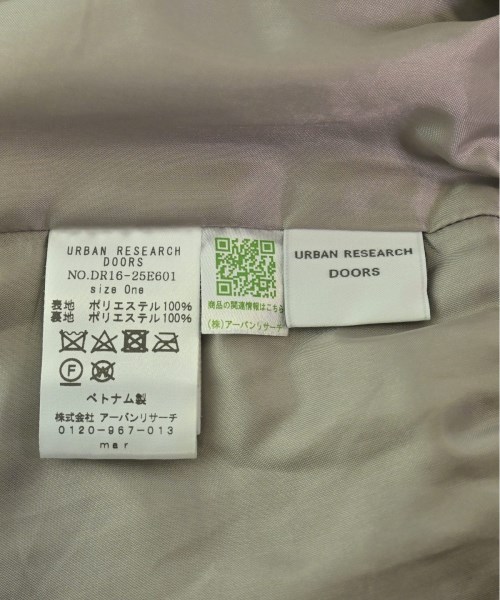 URBAN RESEARCH
DOORS
NO.DR16-25E601
size One
表地 ポリエステル100%
裏地 ポリエステル100%
ベトナム製
株式会社 アーバンリサーチ
0120-967-013
mar
商品の関連情報はこちら
(株)アーバンリサーチ
URBAN RESEARCH
DOORS